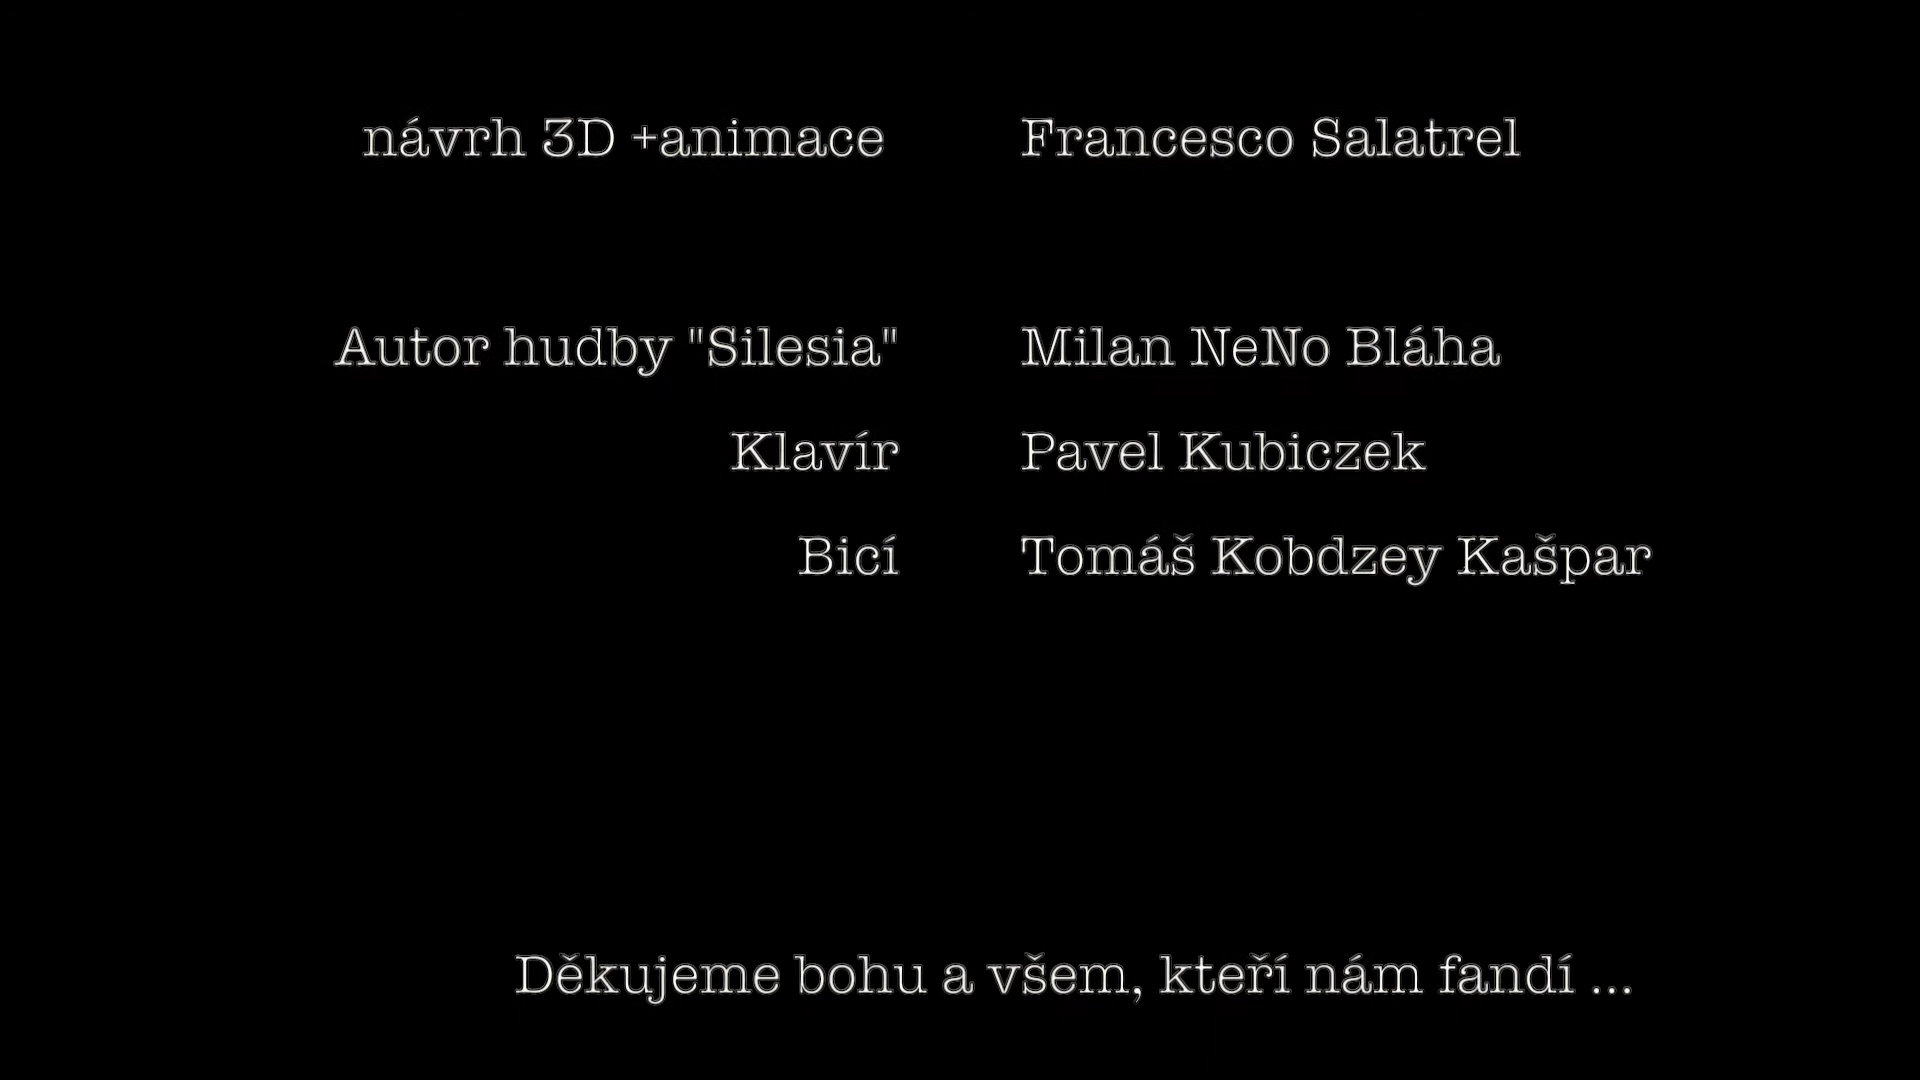 návrh 3D +animace Francesco Salatrel
Autor hudby "Silesia" Milan NeNo Bláha
Klavír Pavel Kubiczek
Bicí Tomáš Kobdzey Kašpar
Děkujeme bohu a všem, kteří nám fandí ...